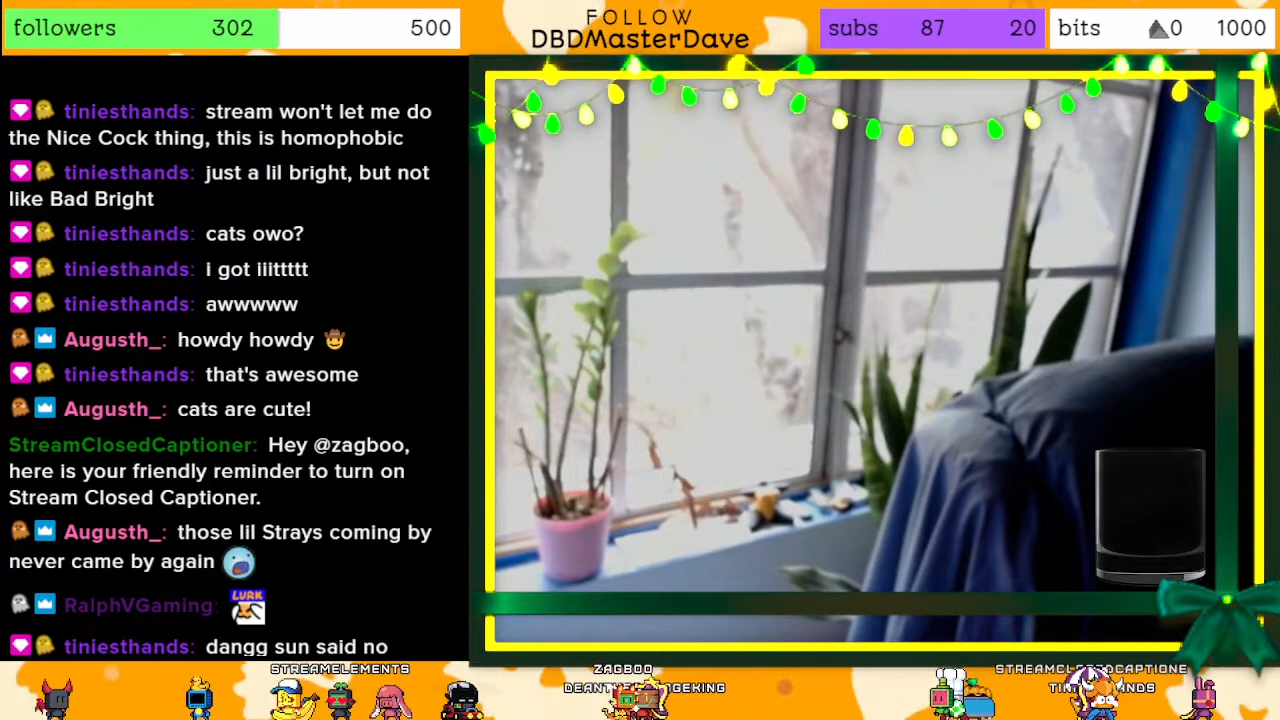 followers 302 500
FOLLOW
DBDMasterDave
subs 87 20
bits 0 1000
tiniesthands: stream won't let me do
the Nice Cock thing, this is homophobic
tiniesthands: just a lil bright, but not
like Bad Bright
tiniesthands: cats owo?
tiniesthands: i got iiittttt
tiniesthands: awwwww
Augusth_: howdy howdy
tiniesthands: that's awesome
Augusth_: cats are cute!
StreamClosedCaptioner: Hey @zagboo,
here is your friendly reminder to turn on
Stream Closed Captioner.
Augusth_: those lil Strays coming by
never came by again
RalphVGaming: LURK
tiniesthands: dangg sun said no
STREAMELEMENTS
ZAGBOO